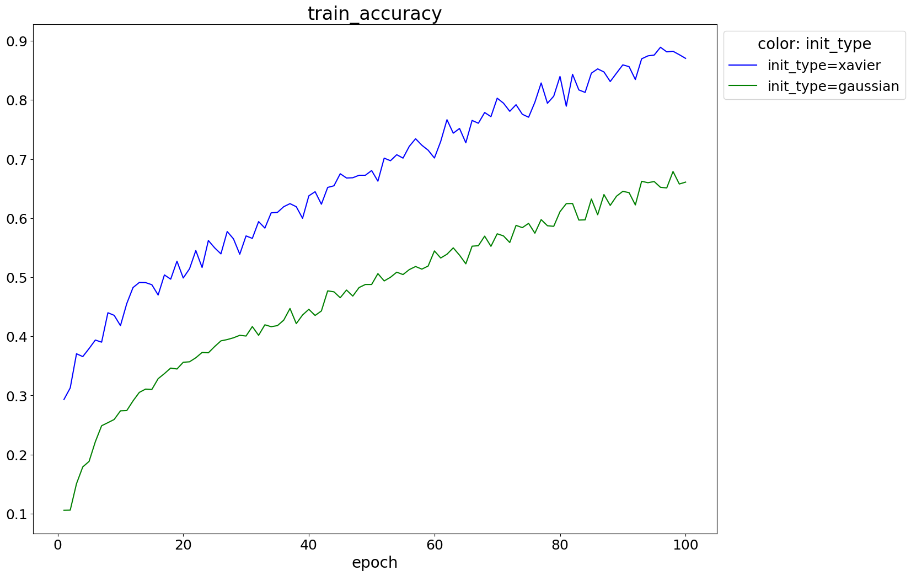 train_accuracy
color: init_type
init_type=xavier
init_type=gaussian
0.9
0.8
0.7
0.6
0.5
0.4
0.3
0.2
0.1
0 20 40 60 80 100
epoch